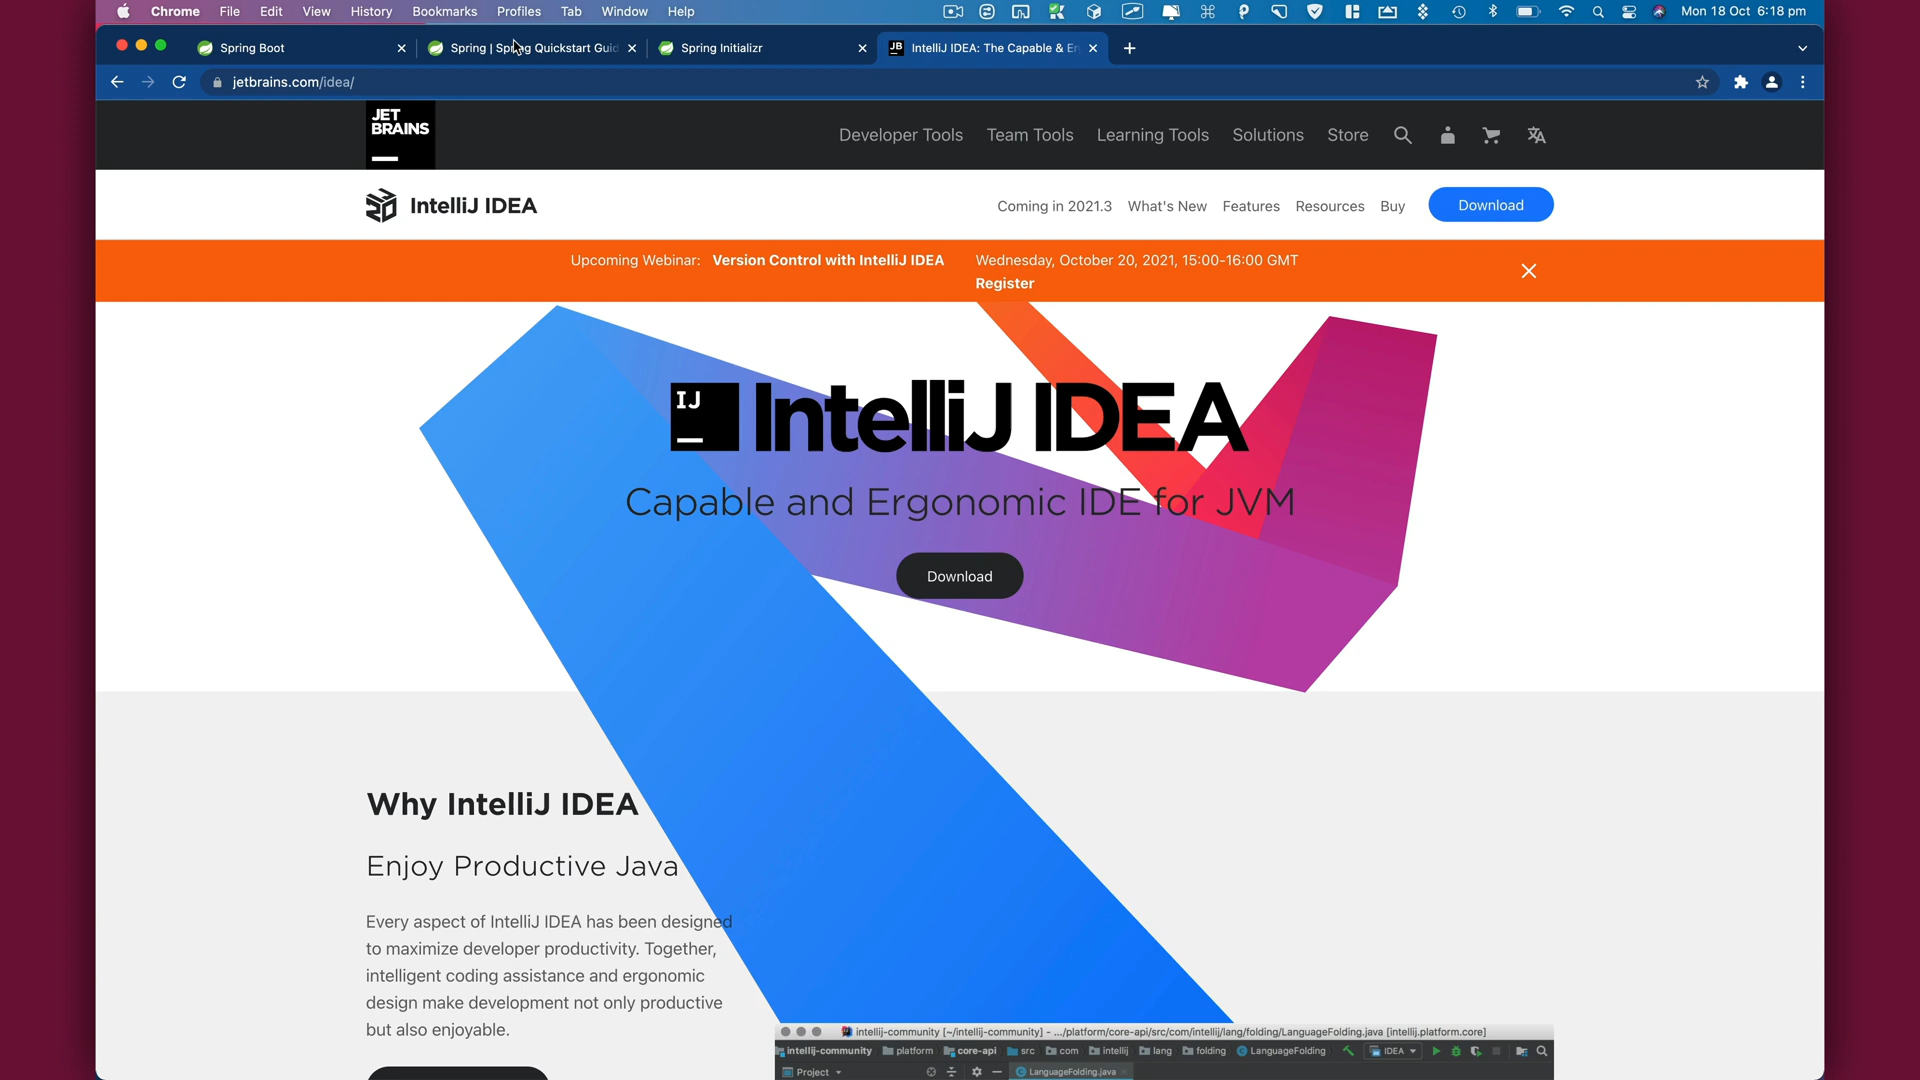 Chrome File Edit View History Bookmarks Profiles Tab Window Help Mon 18 Oct 6:18 pm
Spring Boot Spring | Spring Quickstart Guid Spring Initializr JB IntelliJ IDEA: The Capable & Er
jetbrains.com/idea/
JET
BRAINS
Developer Tools Team Tools Learning Tools Solutions Store
IntelliJ IDEA Coming in 2021.3 What's New Features Resources Buy Download
Upcoming Webinar: Version Control with IntelliJ IDEA Wednesday, October 20, 2021, 15:00-16:00 GMT
Register
IJ IntelliJ IDEA
Capable and Ergonomic IDE for JVM
Download
Why IntelliJ IDEA
Enjoy Productive Java
Every aspect of IntelliJ IDEA has been designed
to maximize developer productivity. Together,
intelligent coding assistance and ergonomic
design make development not only productive
but also enjoyable.
intellij-community [~/intellij-community] - .../platform/core-api/src/com/intellij/lang/folding/LanguageFolding.java [intellij.platform.core]
intellij-community platform core-api src com intellij lang folding LanguageFolding IDEA
Project LanguageFolding.java